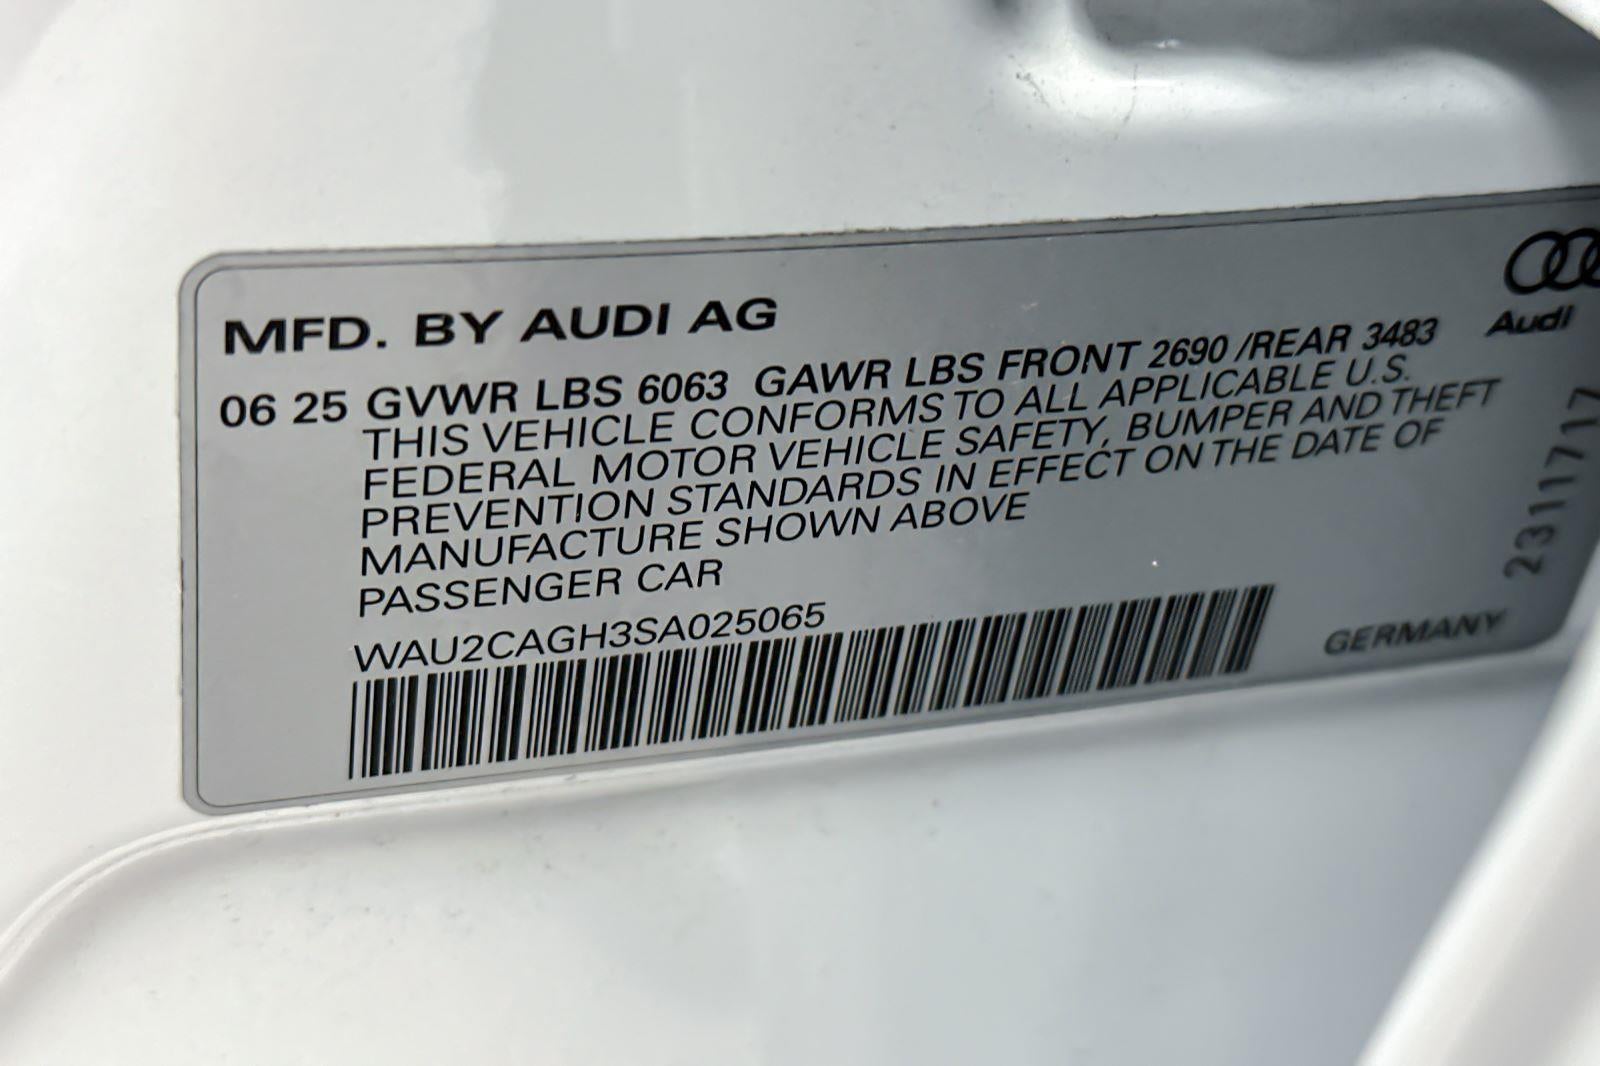 MFD. BY AUDI AG
Audi
06 25 GVWR LBS 6063 GAWR LBS FRONT 2690 /REAR 3483
THIS VEHICLE CONFORMS TO ALL APPLICABLE U.S.
FEDERAL MOTOR VEHICLE SAFETY, BUMPER AND THEFT
PREVENTION STANDARDS IN EFFECT ON THE DATE OF
MANUFACTURE SHOWN ABOVE
PASSENGER CAR
WAU2CAGH3SA025065
GERMANY
2311717